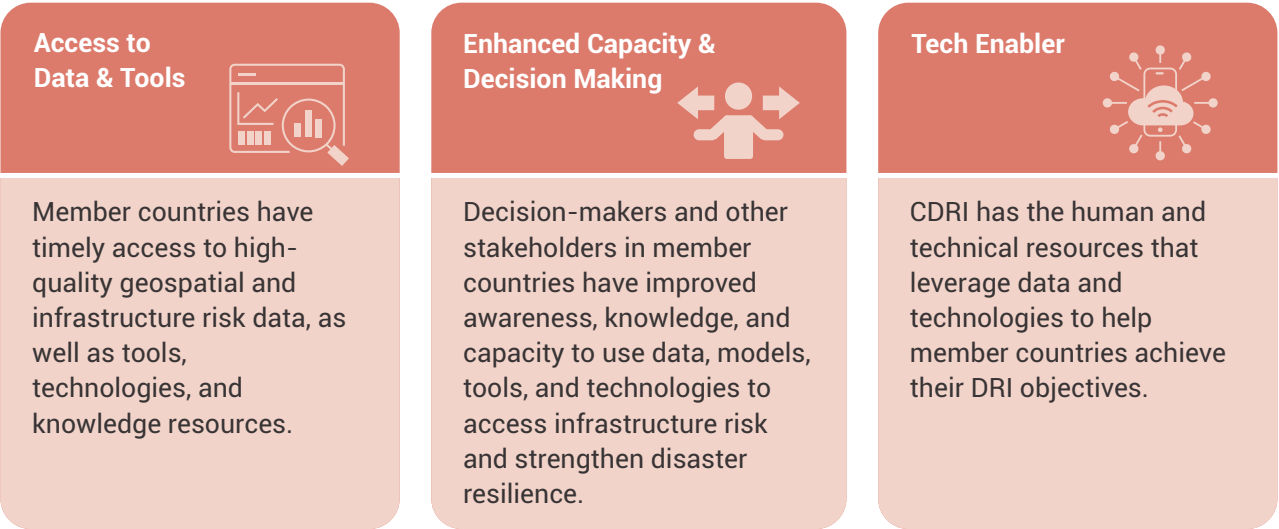 Access to
Data & Tools
Member countries have
timely access to high-
quality geospatial and
infrastructure risk data, as
well as tools,
technologies, and
knowledge resources.
Enhanced Capacity &
Decision Making
Decision-makers and other
stakeholders in member
countries have improved
awareness, knowledge, and
capacity to use data, models,
tools, and technologies to
access infrastructure risk
and strengthen disaster
resilience.
Tech Enabler
CDRI has the human and
technical resources that
leverage data and
technologies to help
member countries achieve
their DRI objectives.